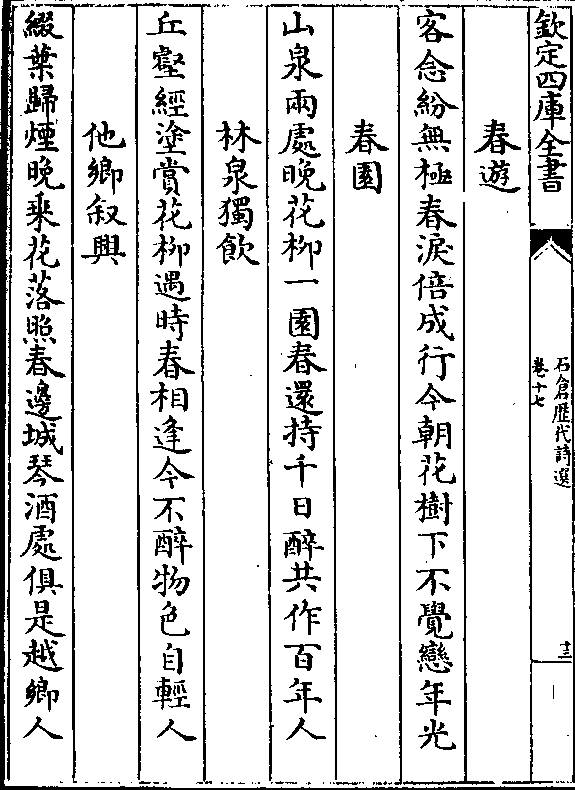 欽定四庫全書
石倉歷代詩選
卷十七
十三
春遊
客念紛無極春淚倍成行今朝花樹下不覺戀年光
春園
山泉兩處晚花柳一園春還持千日醉共作百年人
林泉獨飲
丘壑經塗賞花柳遇時春相逢今不醉物色自輕人
他鄉叙興
綴葉歸煙晚乘花落照春邊城琴酒處俱是越鄉人